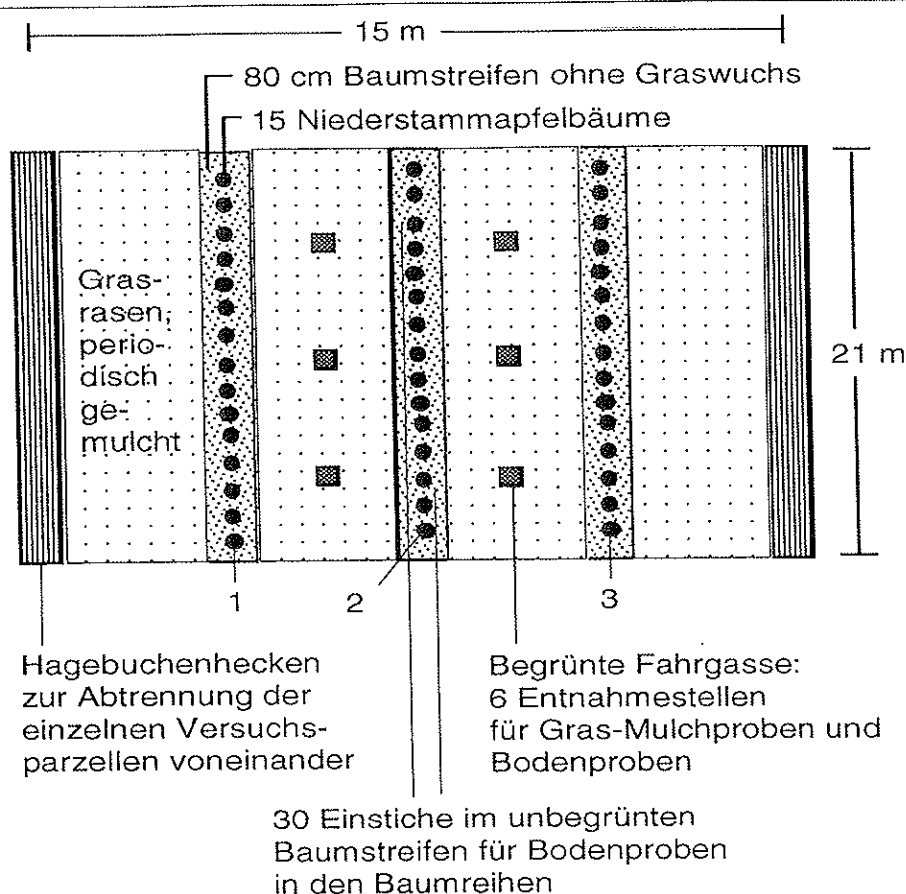 15 m
80 cm Baumstreifen ohne Graswuchs
15 Niederstammapfelbäume
Gras-
rasen,
perio-
disch
ge-
mulcht
21 m
1
2
3
Hagebuchenhecken
zur Abtrennung der
einzelnen Versuchs-
parzellen voneinander
Begrünte Fahrgasse:
6 Entnahmestellen
für Gras-Mulchproben und
Bodenproben
30 Einstiche im unbegrünten
Baumstreifen für Bodenproben
in den Baumreihen